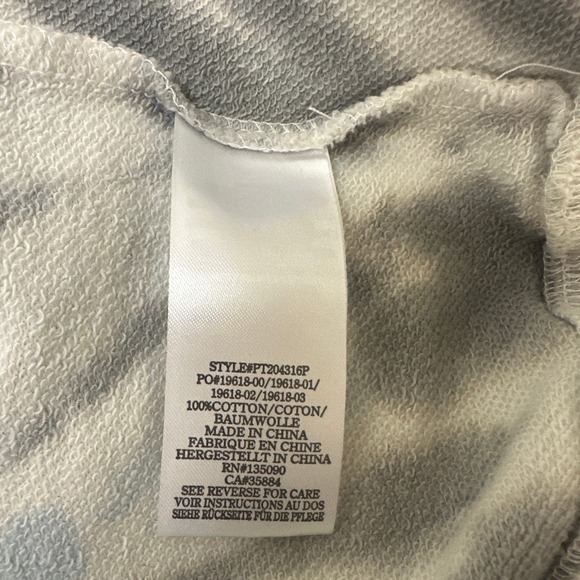 STYLE#PT204316P
PO#19618-00/19618-01/
19618-02/19618-03
100%COTTON/COTON/
BAUMWOLLE
MADE IN CHINA
FABRIQUE EN CHINE
HERGESTELLT IN CHINA
RN#135090
CA#35884
SEE REVERSE FOR CARE
VOIR INSTRUCTIONS AU DOS
SIEHE RÜCKSEITE FÜR DIE PFLEGE